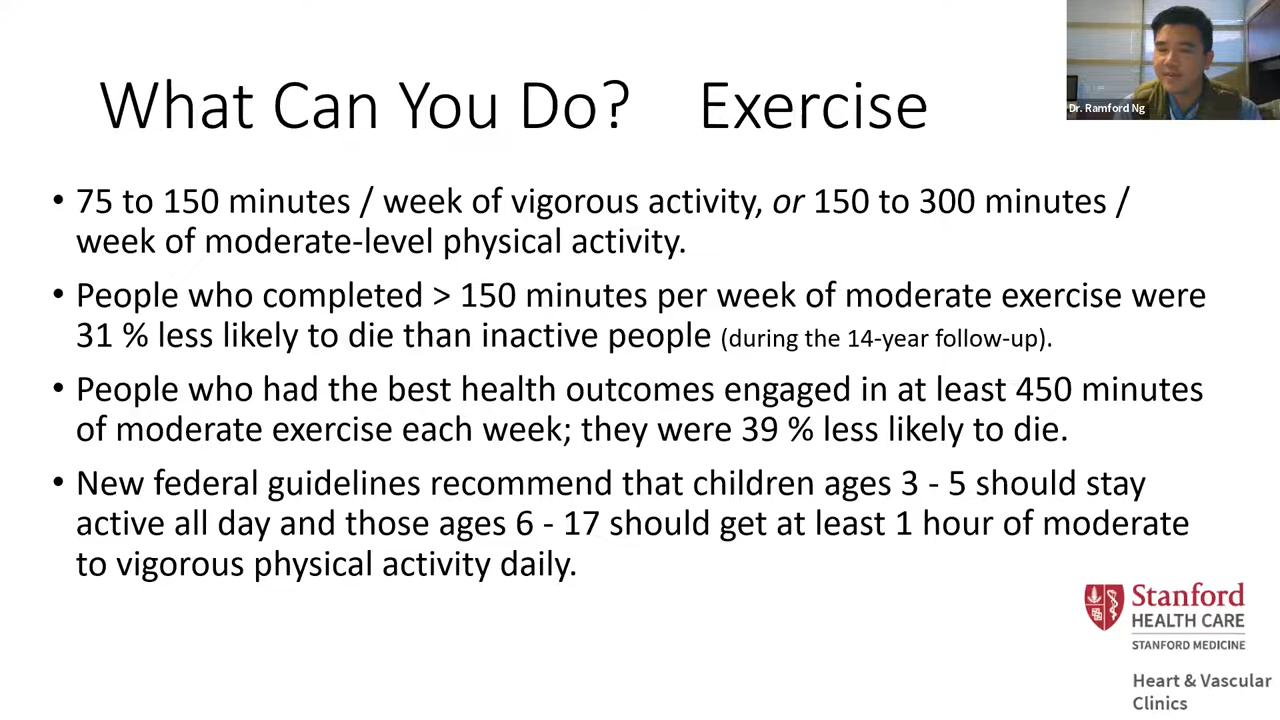 What Can You Do? Exercise
Dr. Ramford Ng
• 75 to 150 minutes / week of vigorous activity, or 150 to 300 minutes /
week of moderate-level physical activity.
• People who completed > 150 minutes per week of moderate exercise were
31 % less likely to die than inactive people (during the 14-year follow-up).
• People who had the best health outcomes engaged in at least 450 minutes
of moderate exercise each week; they were 39 % less likely to die.
• New federal guidelines recommend that children ages 3 - 5 should stay
active all day and those ages 6 - 17 should get at least 1 hour of moderate
to vigorous physical activity daily.
Stanford
HEALTH CARE
STANFORD MEDICINE
Heart & Vascular
Clinics